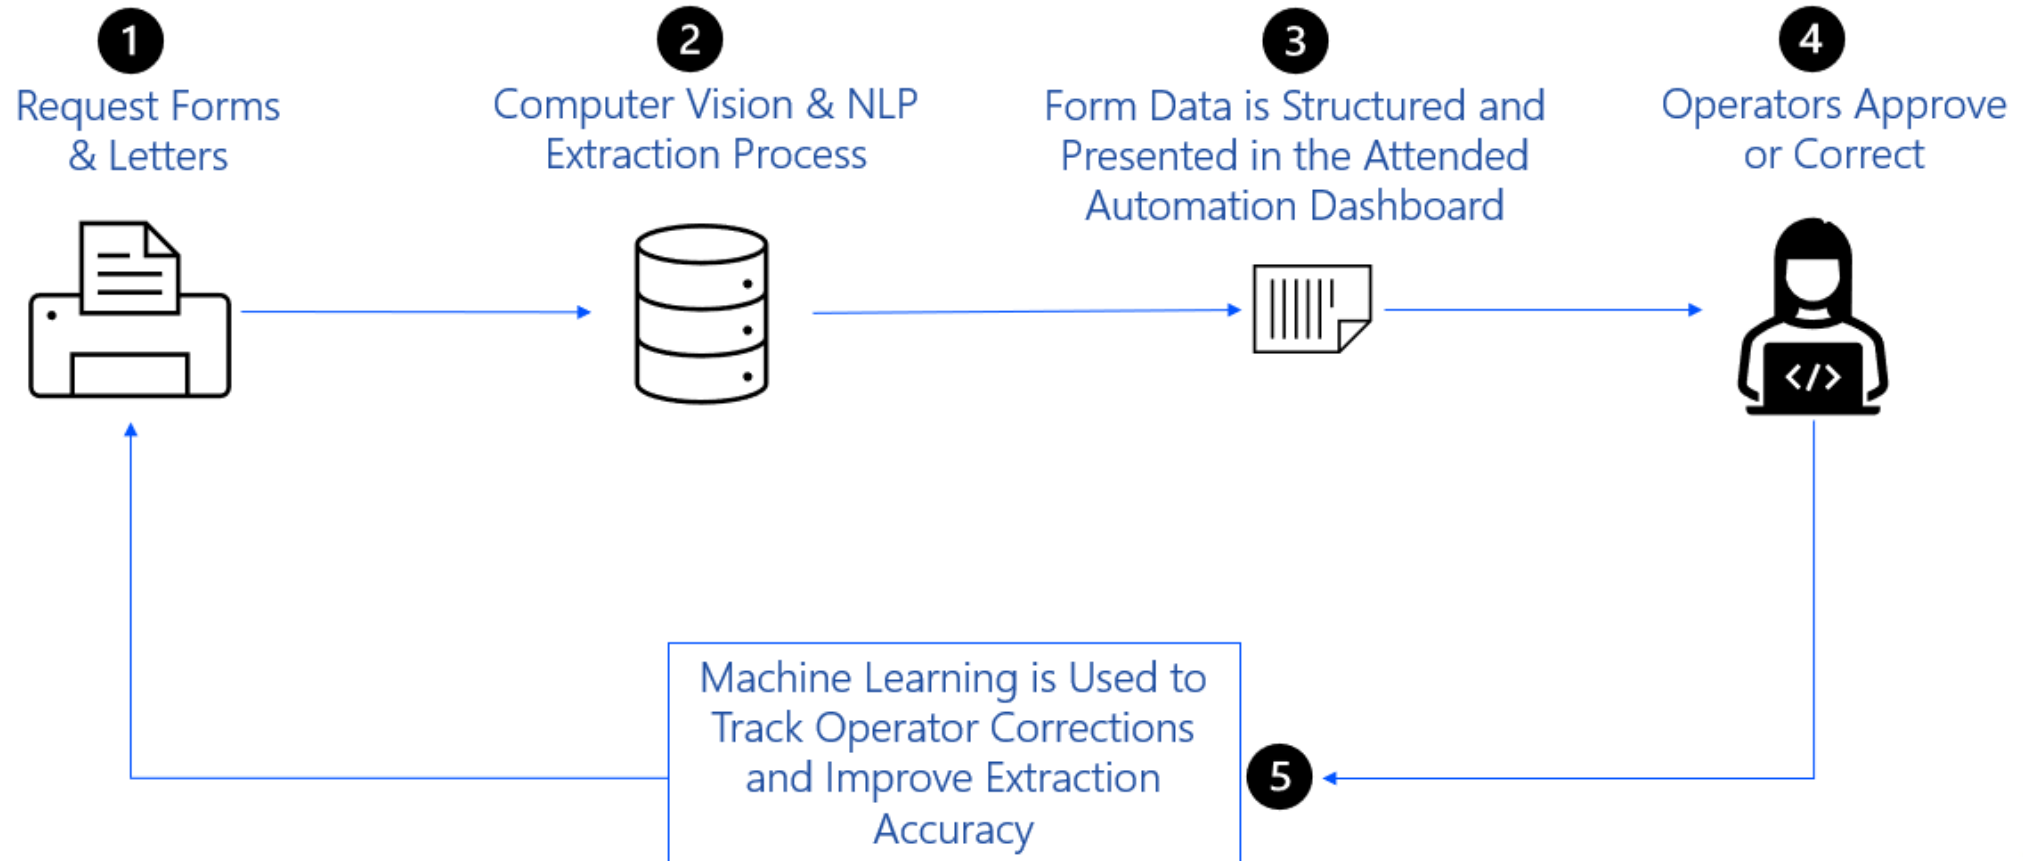 1
Request Forms
& Letters
2
Computer Vision & NLP
Extraction Process
3
Form Data is Structured and
Presented in the Attended
Automation Dashboard
4
Operators Approve
or Correct
</>
Machine Learning is Used to
Track Operator Corrections
and Improve Extraction
Accuracy
5